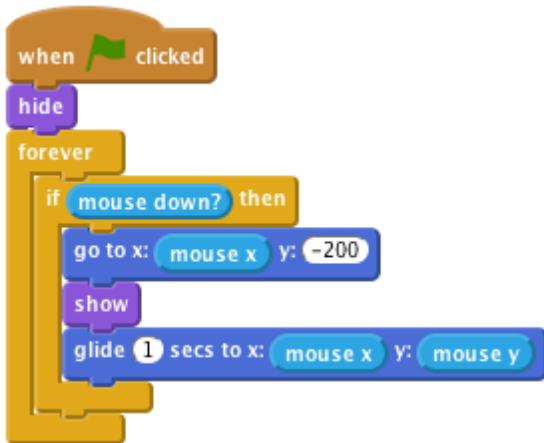 when clicked
hide
forever
if mouse down? then
go to x: mouse x y: -200
show
glide 1 secs to x: mouse x y: mouse y